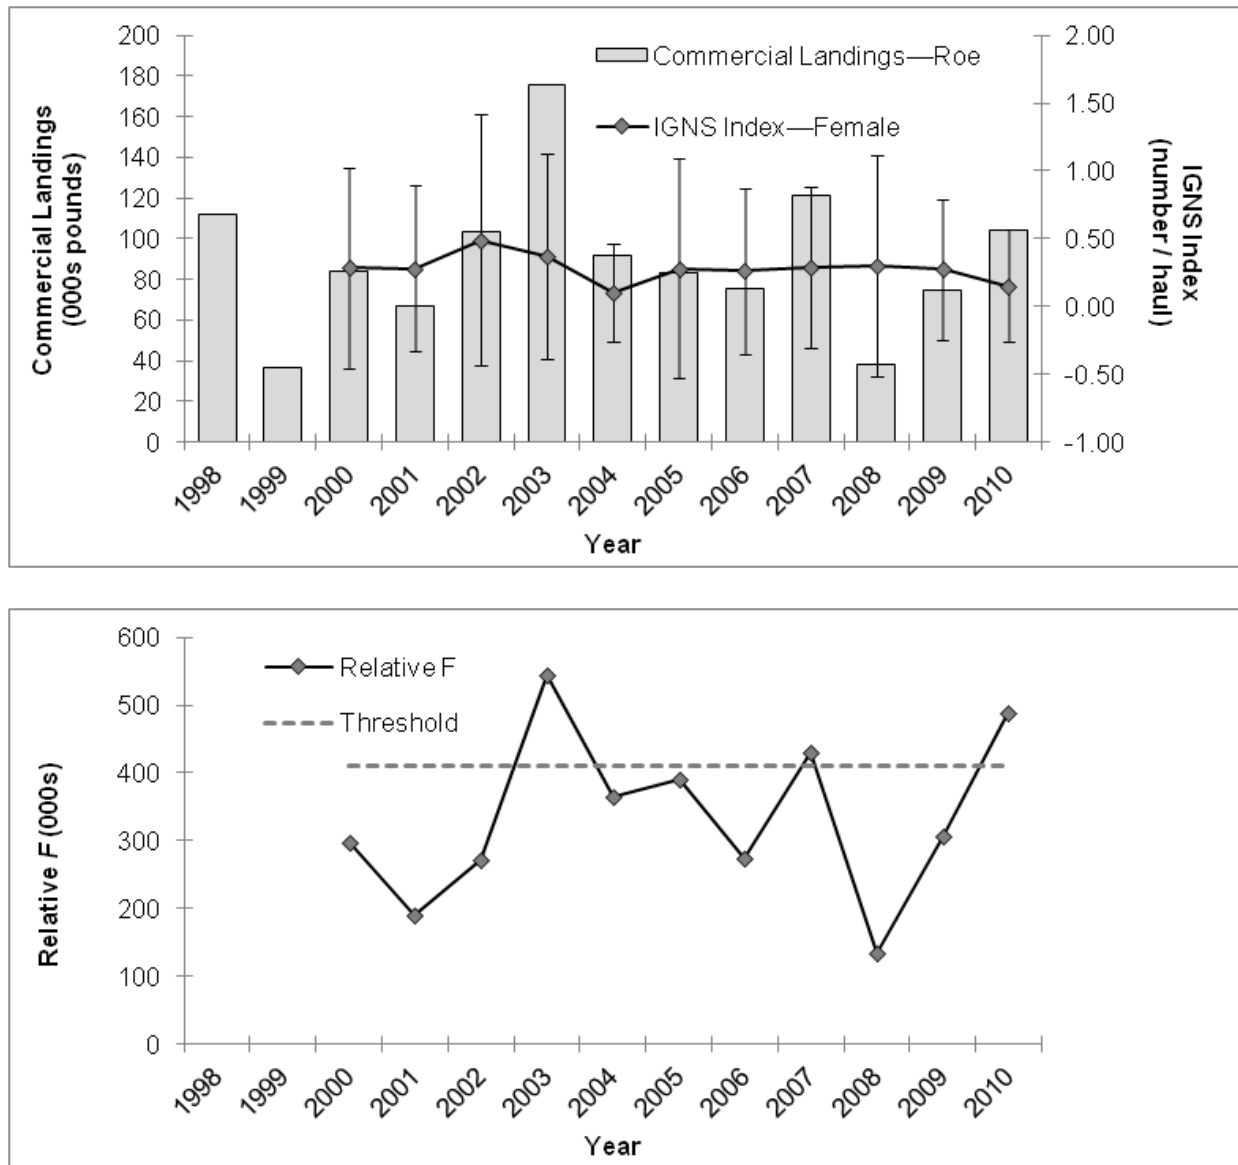 200
180
160
140
120
100
80
60
40
20
0
Commercial Landings
(000s pounds)
Commercial Landings—Roe
IGNS Index—Female
2.00
1.50
1.00
0.50
0.00
-0.50
-1.00
IGNS Index
(number / haul)
1998 1999 2000 2001 2002 2003 2004 2005 2006 2007 2008 2009 2010
Year
600
500
400
300
200
100
0
Relative F (000s)
Relative F
Threshold
1998 1999 2000 2001 2002 2003 2004 2005 2006 2007 2008 2009 2010
Year